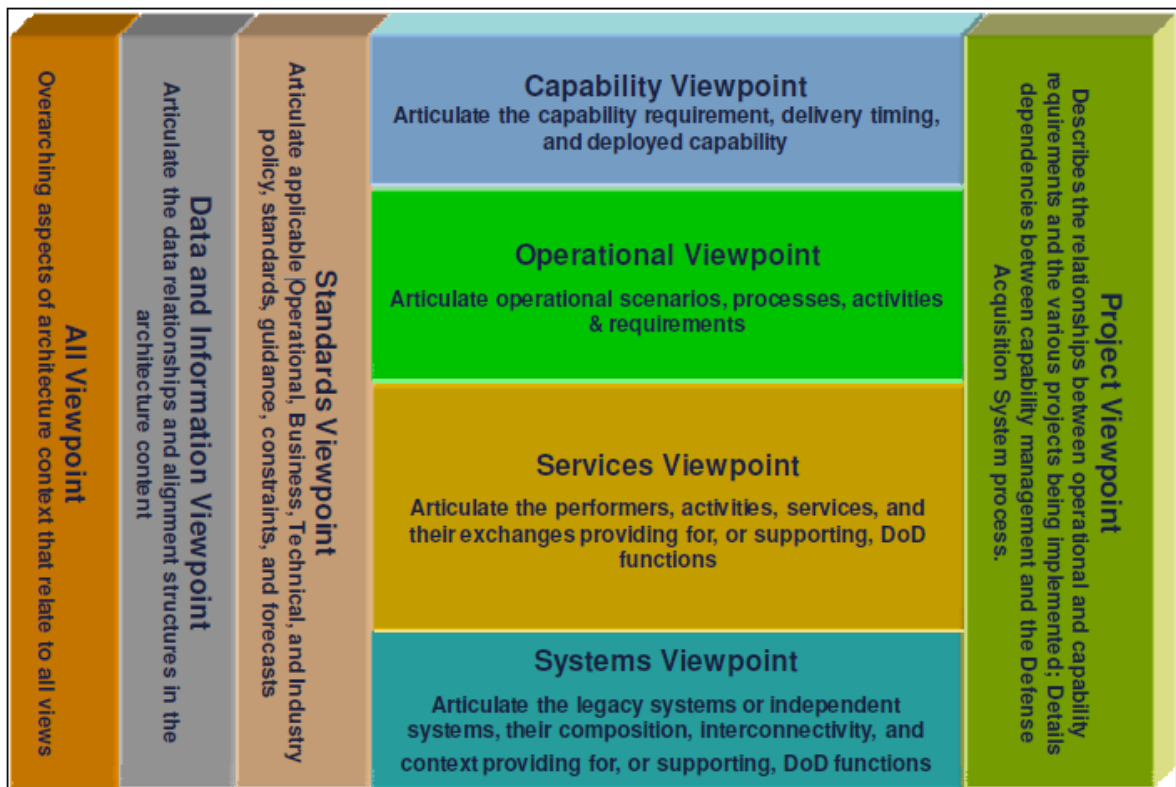 All Viewpoint
Overarching aspects of architecture context that relate to all views
Data and Information Viewpoint
Articulate the data relationships and alignment structures in the
architecture content
Standards Viewpoint
Articulate applicable Operational, Business, Technical, and Industry
policy, standards, guidance, constraints, and forecasts
Capability Viewpoint
Articulate the capability requirement, delivery timing,
and deployed capability
Operational Viewpoint
Articulate operational scenarios, processes, activities
& requirements
Services Viewpoint
Articulate the performers, activities, services, and
their exchanges providing for, or supporting, DoD
functions
Systems Viewpoint
Articulate the legacy systems or independent
systems, their composition, interconnectivity, and
context providing for, or supporting, DoD functions
Project Viewpoint
Describes the relationships between operational and capability
requirements and the various projects being implemented; Details
dependencies between capability management and the Defense
Acquisition System process.